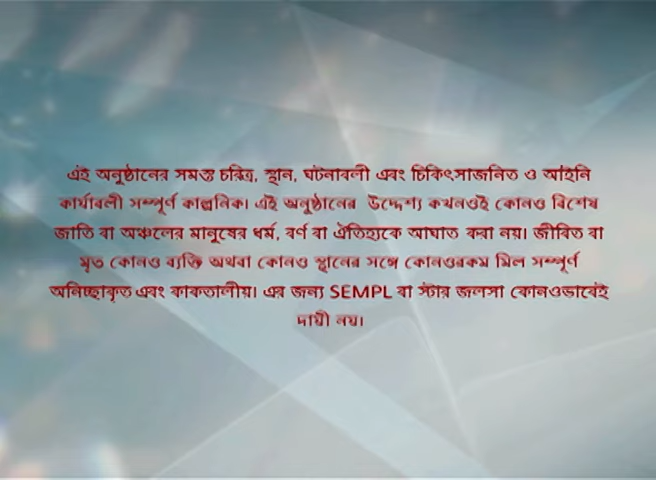 এই অনুষ্ঠানের সমস্ত চরিত্র, স্থান, ঘটনাবলী এবং চিকিৎসাজনিত ও আইনি
কার্যাবলী সম্পূর্ণ কাল্পনিক। এই অনুষ্ঠানের উদ্দেশ্য কখনওই কোনও বিশেষ
জাতি বা অঞ্চলের মানুষের ধর্ম, বর্ণ বা ঐতিহ্যকে আঘাত করা নয়। জীবিত বা
মৃত কোনও ব্যক্তি অথবা কোনও স্থানের সঙ্গে কোনওরকম মিল সম্পূর্ণ
অনিচ্ছাকৃত এবং কাকতালীয়। এর জন্য SEMPL বা স্টার জলসা কোনওভাবেই
দায়ী নয়।